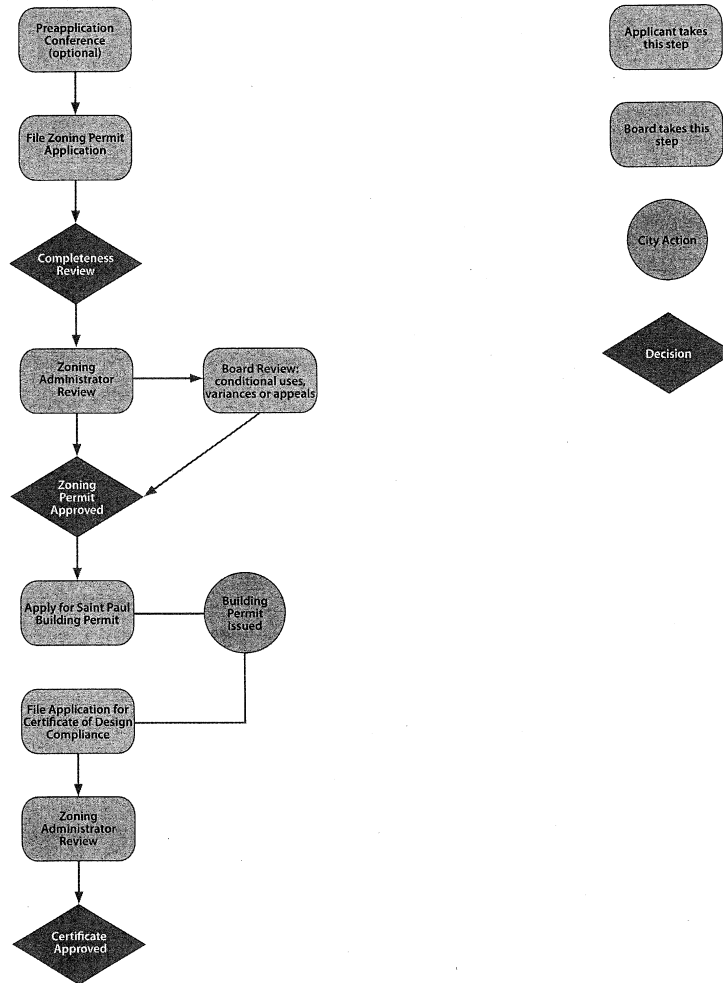 Preapplication
Conference
(optional)
File Zoning Permit
Application
Completeness
Review
Zoning
Administrator
Review
Board Review:
conditional uses,
variances or appeals
Zoning
Permit
Approved
Apply for Saint Paul
Building Permit
Building
Permit
Issued
File Application for
Certificate of Design
Compliance
Zoning
Administrator
Review
Certificate
Approved
Applicant takes
this step
Board takes this
step
City Action
Decision